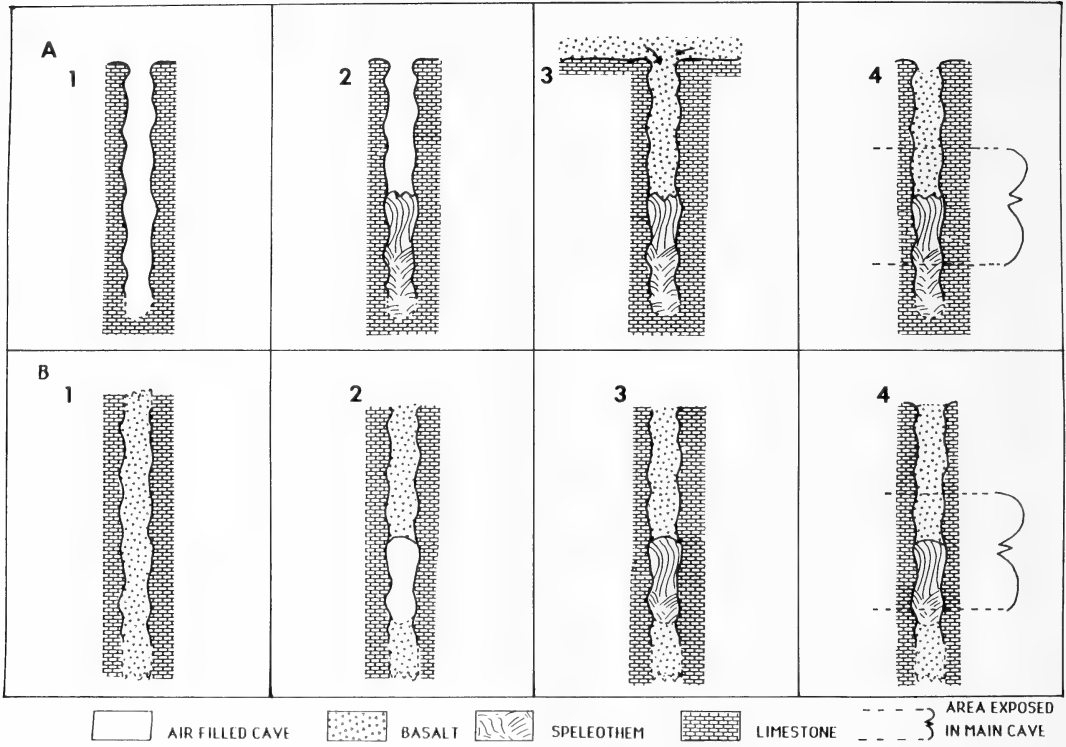 A
1
2
3
4
B
1
2
3
4
AIR FILLED CAVE
BASALT
SPELEOTHEM
LIMESTONE
AREA EXPOSED
IN MAIN CAVE